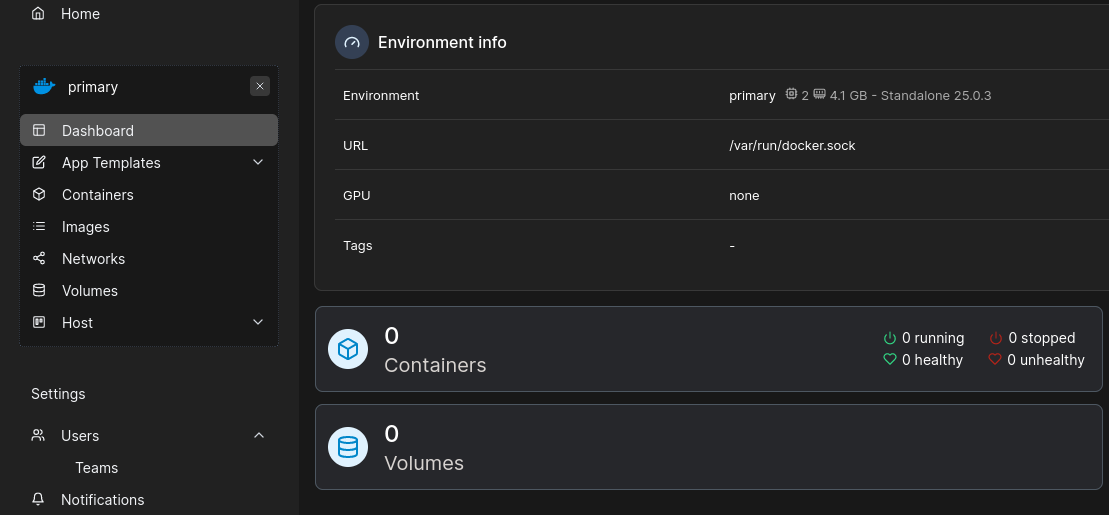 Home
primary
Dashboard
App Templates
Containers
Images
Networks
Volumes
Host
Settings
Users
Teams
Notifications
Environment info
Environment primary 2 4.1 GB - Standalone 25.0.3
URL /var/run/docker.sock
GPU none
Tags -
0
Containers
0 running 0 stopped
0 healthy 0 unhealthy
0
Volumes